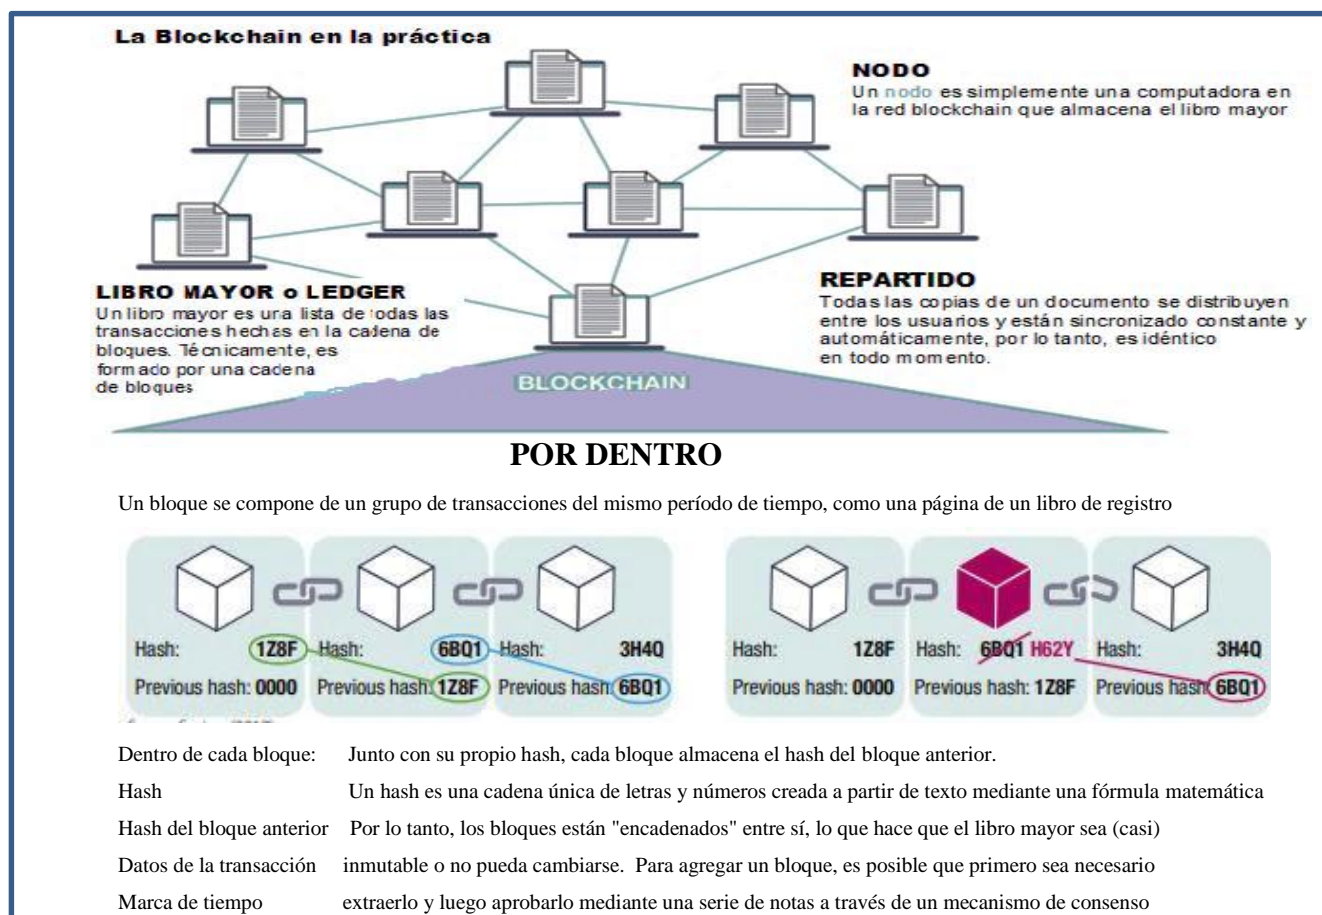 La Blockchain en la práctica
NODO
Un nodo es simplemente una computadora en
la red blockchain que almacena el libro mayor
LIBRO MAYOR o LEDGER
Un libro mayor es una lista de todas las
transacciones hechas en la cadena de
bloques. Técnicamente, es
formado por una cadena
de bloques
REPARTIDO
Todas las copias de un documento se distribuyen
entre los usuarios y están sincronizado constante y
automáticamente, por lo tanto, es idéntico
en todo momento.
BLOCKCHAIN
POR DENTRO
Un bloque se compone de un grupo de transacciones del mismo período de tiempo, como una página de un libro de registro
Hash: 1Z8F Hash: 6BQ1 Hash: 3H4Q
Previous hash: 0000 Previous hash: 1Z8F Previous hash: 6BQ1
Hash: 1Z8F Hash: 6BQ1 H62Y Hash: 3H4Q
Previous hash: 0000 Previous hash: 1Z8F Previous hash 6BQ1
Dentro de cada bloque: Junto con su propio hash, cada bloque almacena el hash del bloque anterior.
Hash Un hash es una cadena única de letras y números creada a partir de texto mediante una fórmula matemática
Hash del bloque anterior Por lo tanto, los bloques están "encadenados" entre sí, lo que hace que el libro mayor sea (casi)
Datos de la transacción inmutable o no pueda cambiarse. Para agregar un bloque, es posible que primero sea necesario
Marca de tiempo extraerlo y luego aprobarlo mediante una serie de notas a través de un mecanismo de consenso